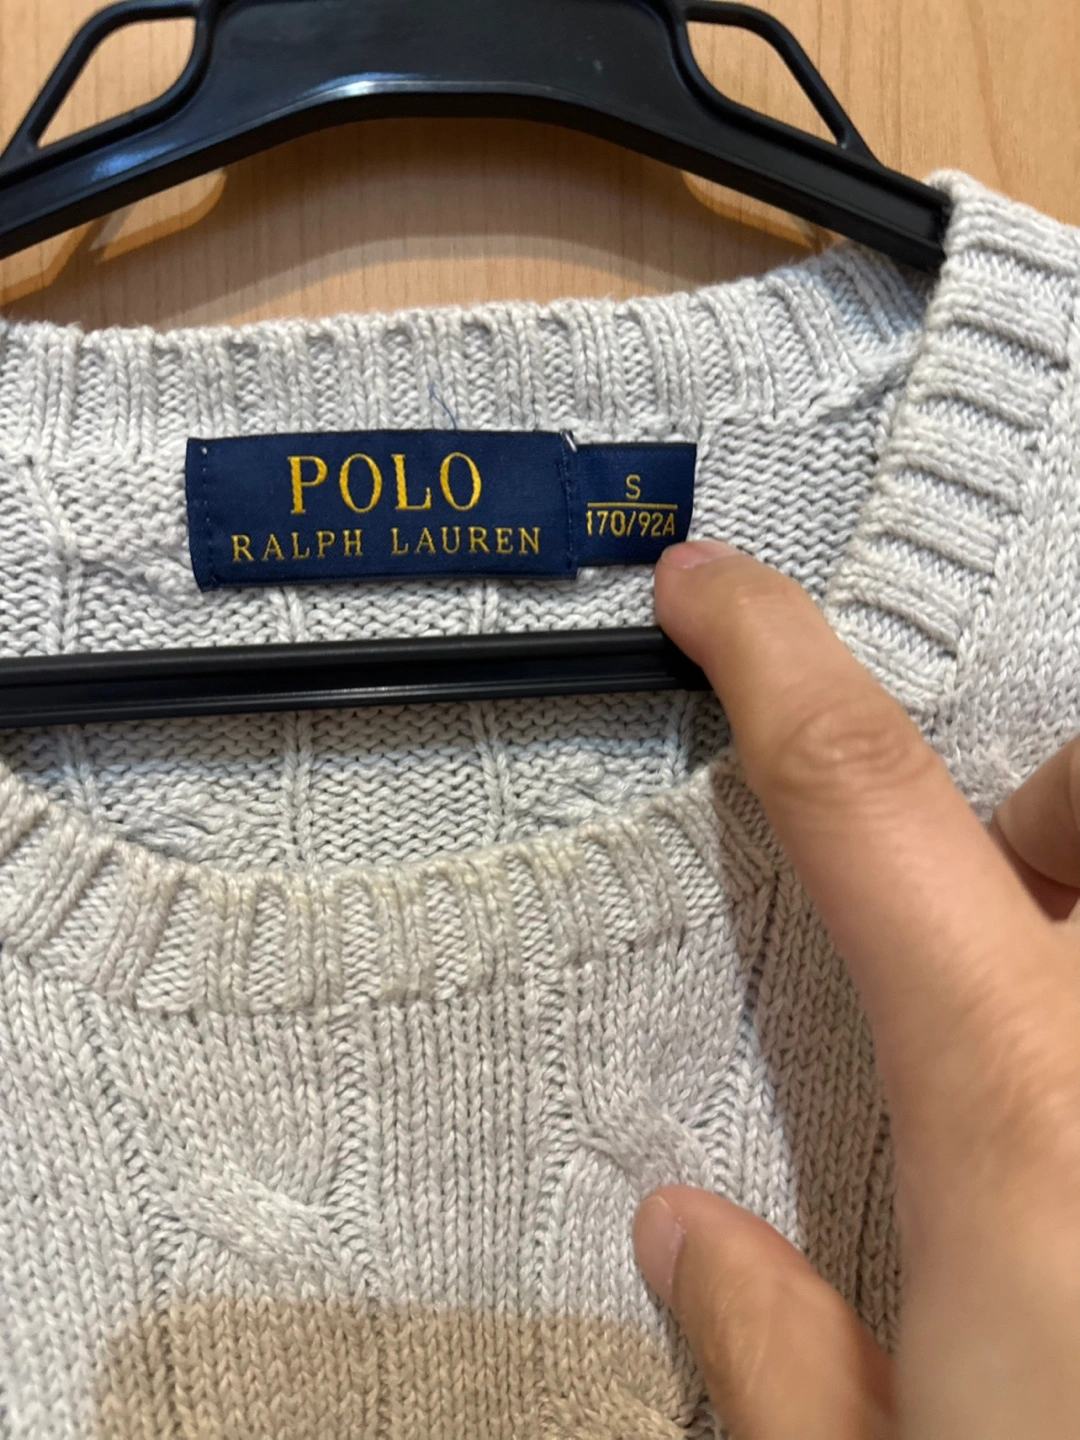 POLO
RALPH LAUREN
S
170/92A